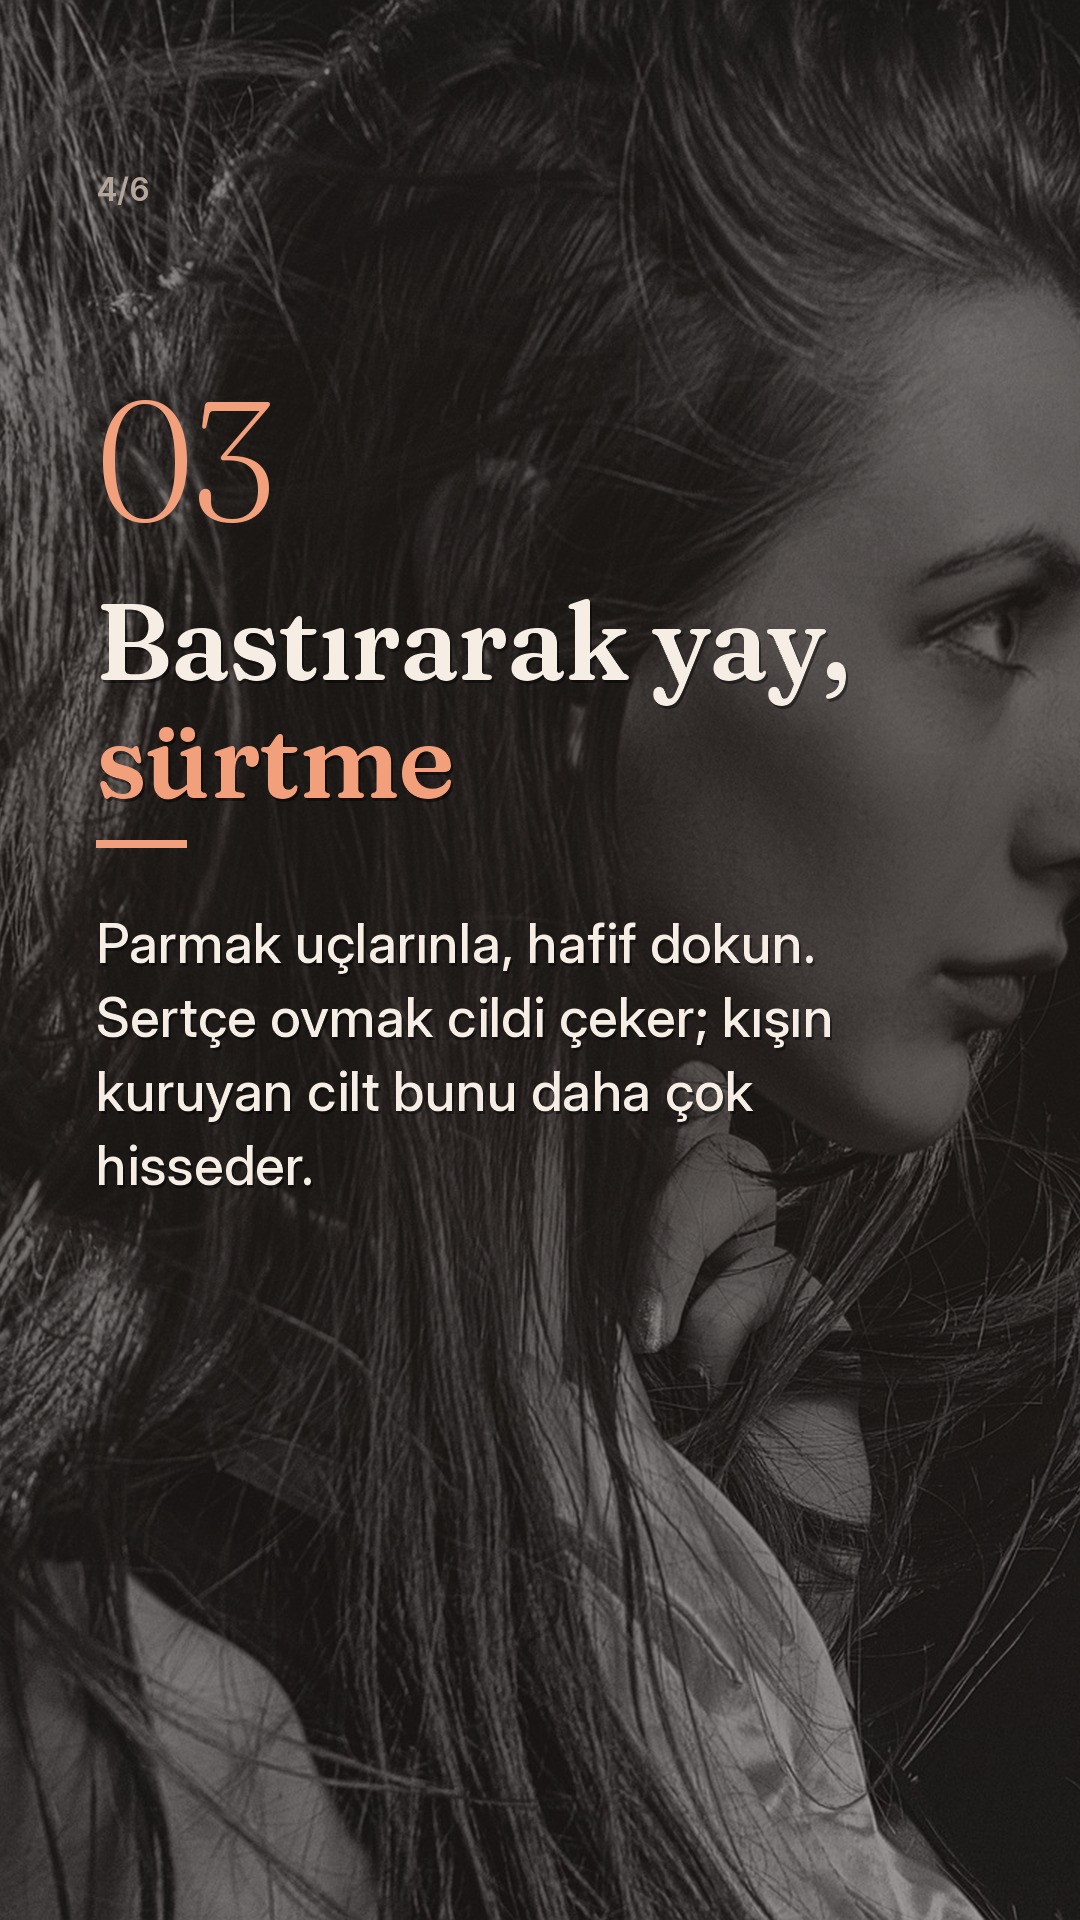 4/6
03
Bastırarak yay,
sürtme
Parmak uçlarınla, hafif dokun.
Sertçe ovmak cildi çeker; kışın
kuruyan cilt bunu daha çok
hisseder.